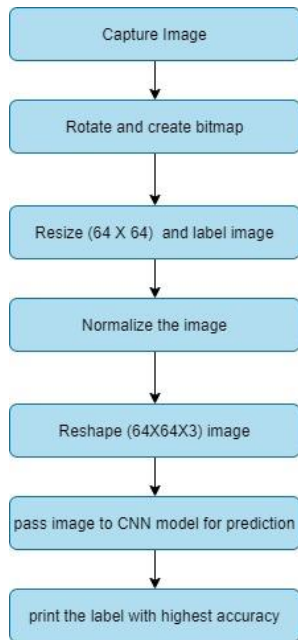 Capture Image
Rotate and create bitmap
Resize (64 X 64)  and label image
Normalize the image
Reshape (64X64X3) image
pass image to CNN model for prediction
print the label with highest accuracy